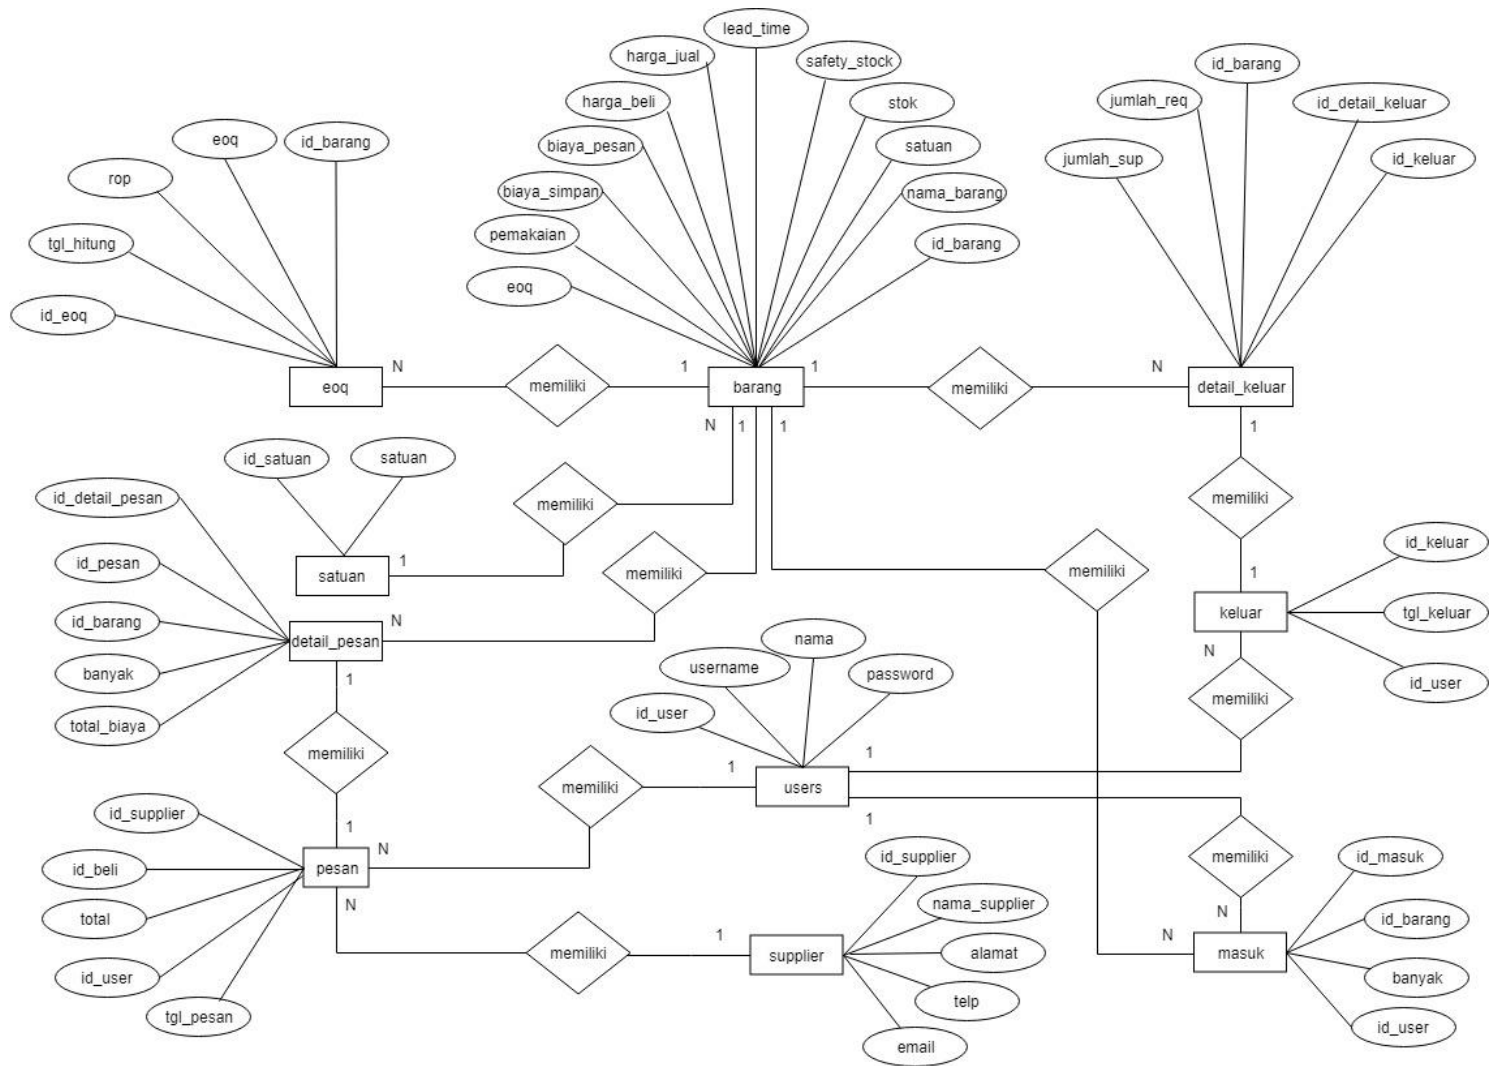 lead_time
harga_jual
safety_stock
id_barang
harga_beli
stok
jumlah_req
id_detail_keluar
eoq
id_barang
biaya_pesan
satuan
jumlah_sup
id_keluar
rop
biaya_simpan
nama_barang
tgl_hitung
pemakaian
id_barang
id_eoq
eoq
N
1
1
N
eoq
memiliki
barang
memiliki
detail_keluar
N
1
1
1
id_satuan
satuan
id_detail_pesan
memiliki
memiliki
id_pesan
1
satuan
memiliki
memiliki
1
id_keluar
id_barang
N
keluar
tgl_keluar
detail_pesan
nama
N
banyak
1
username
password
id_user
total_biaya
id_user
memiliki
memiliki
1
1
memiliki
users
id_supplier
1
N
1
id_beli
pesan
id_supplier
memiliki
id_masuk
total
N
nama_supplier
N
id_barang
1
N
id_user
memiliki
supplier
alamat
masuk
banyak
tgl_pesan
telp
id_user
email